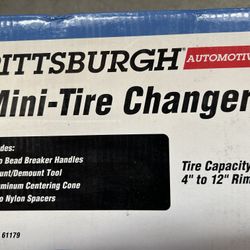 ITTSBURGH® AUTOMOTIV
Mini-Tire Changer
des:
o Bead Breaker Handles
unt/Demount Tool
uminum Centering Cone
o Nylon Spacers
Tire Capacity
4" to 12" Rim
61179